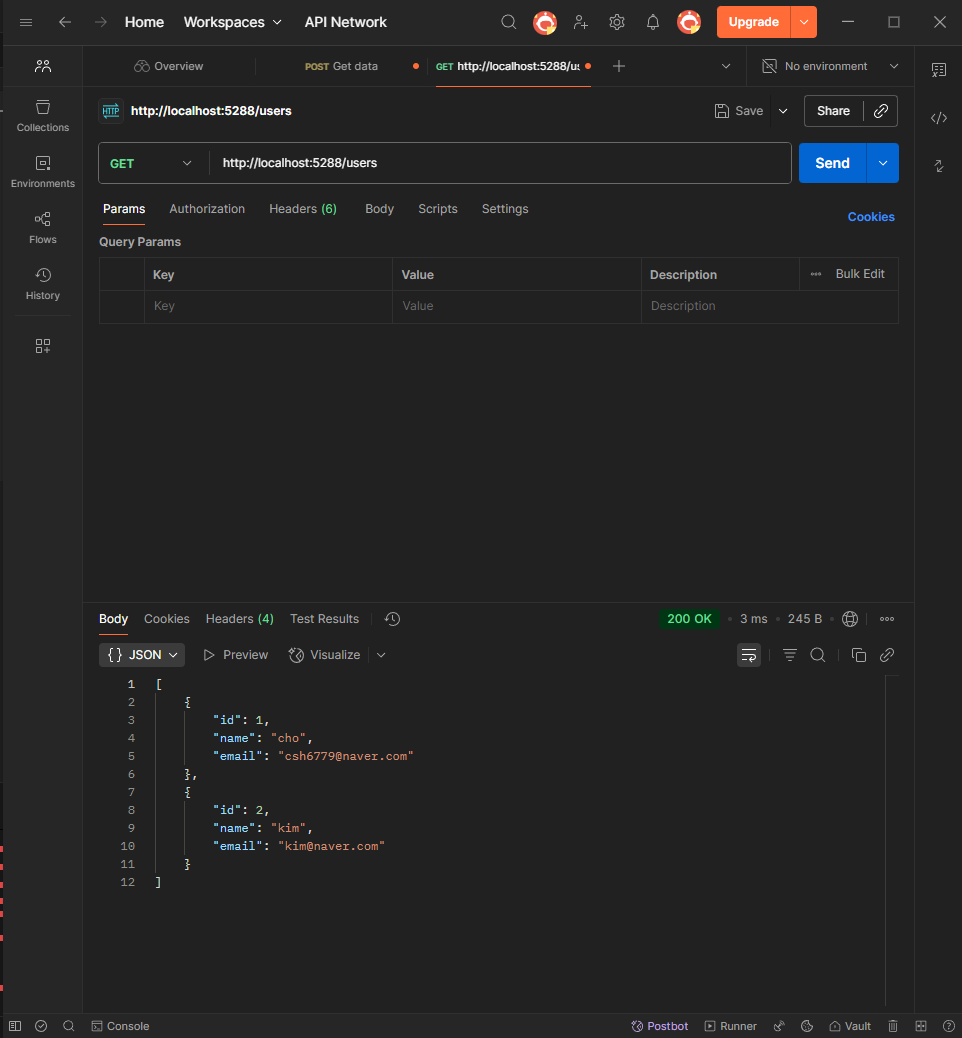 Home Workspaces API Network Upgrade
Overview POST Get data GET http://localhost:5288/us No environment
HTTP http://localhost:5288/users Save Share
GET http://localhost:5288/users Send
Params Authorization Headers (6) Body Scripts Settings Cookies
Query Params
Key Value Description Bulk Edit
Key Value Description
Collections
Environments
Flows
History
Body Cookies Headers (4) Test Results 200 OK 3 ms 245 B
{} JSON Preview Visualize
1 [
2 {
3 "id": 1,
4 "name": "cho",
5 "email": "csh6779@naver.com"
6 },
7 {
8 "id": 2,
9 "name": "kim",
10 "email": "kim@naver.com"
11 }
12 ]
Console Postbot Runner Vault